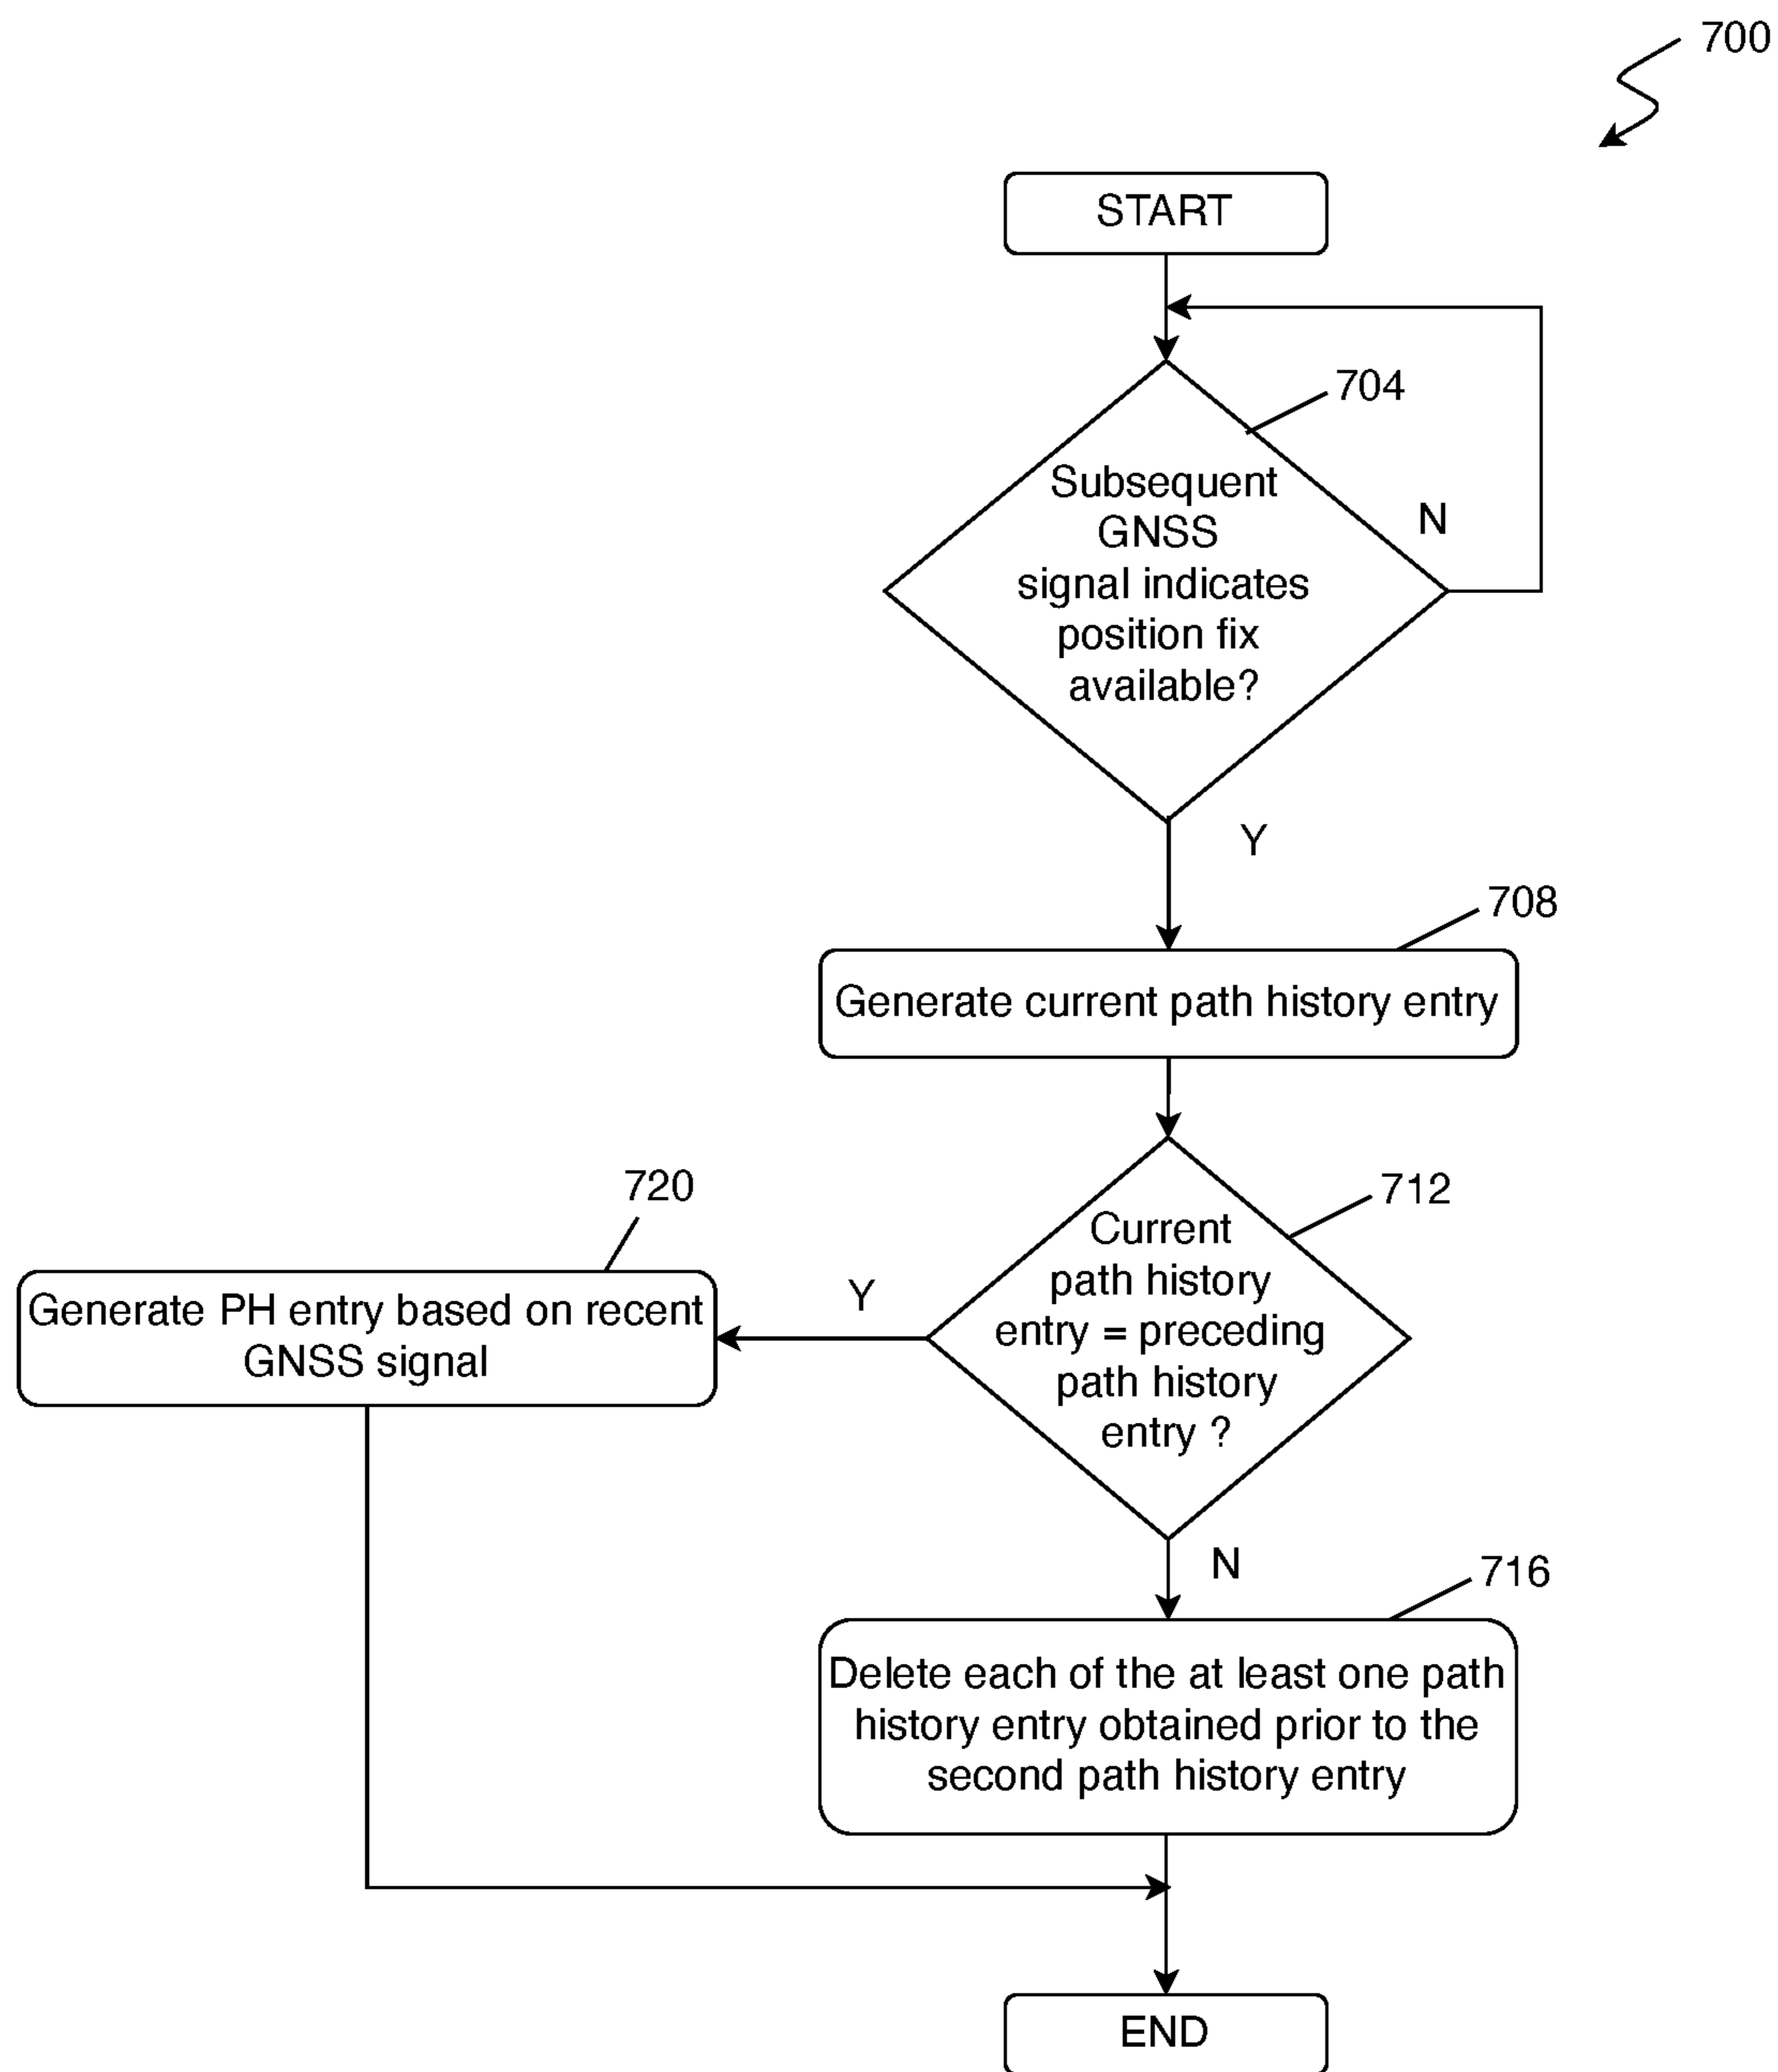 700
START
704
Subsequent
GNSS
signal indicates
position fix
available?
N
Y
708
Generate current path history entry
712
Current
path history
entry = preceding
path history
entry ?
Y
720
Generate PH entry based on recent
GNSS signal
N
716
Delete each of the at least one path
history entry obtained prior to the
second path history entry
END